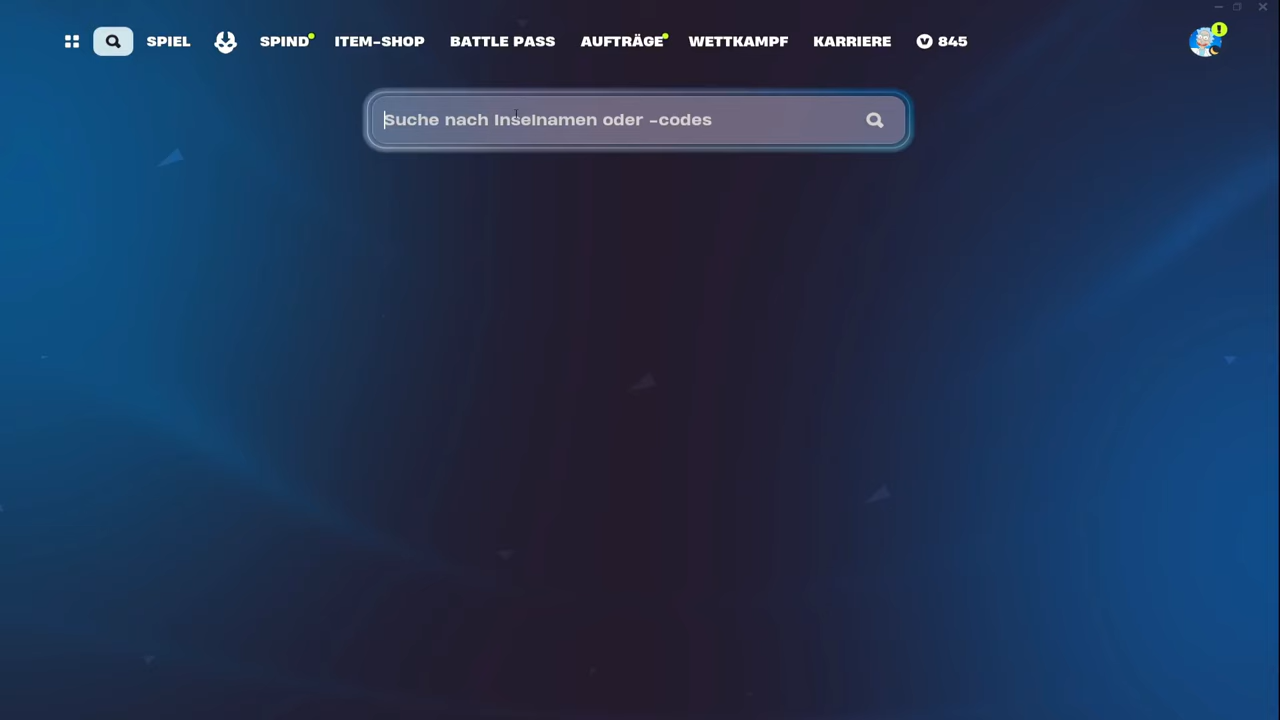 SPIEL SPIND ITEM-SHOP BATTLE PASS AUFTRÄGE WETTKAMPF KARRIERE V 845 !
Suche nach Inselnamen oder -codes